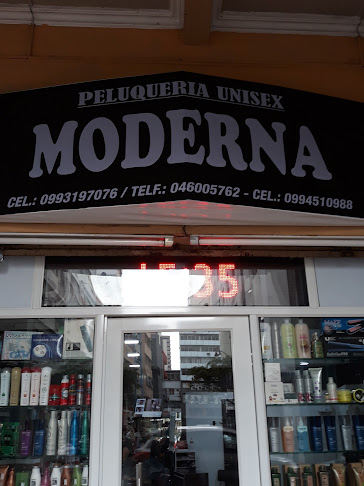 PELUQUERIA UNISEX
MODERNA
CEL.: 0993197076 / TELF.: 046005762 - CEL.: 0994510988